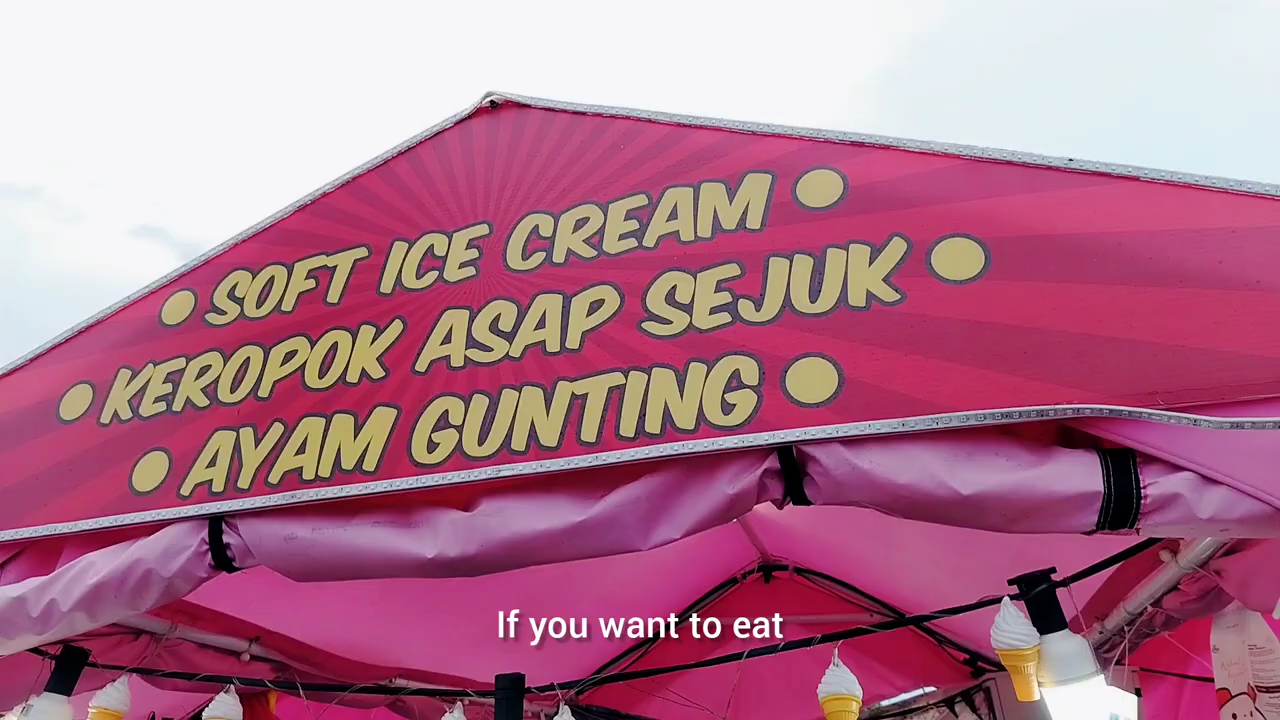 • SOFT ICE CREAM •
• KEROPOK ASAP SEJUK •
• AYAM GUNTING •
If you want to eat